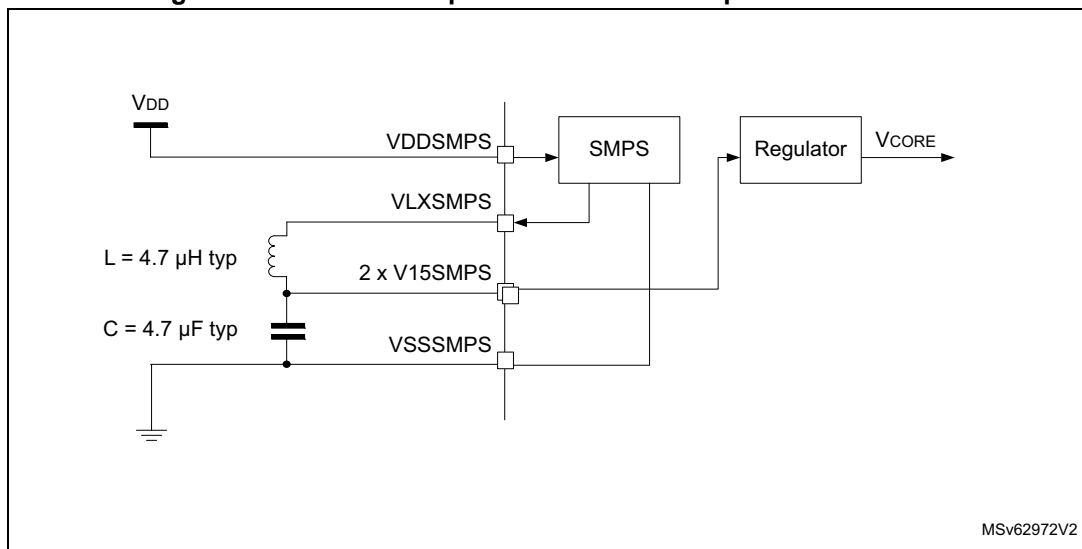 VDD
VDDSMPS
SMPS
Regulator
VCORE
VLXSMPS
L = 4.7 µH typ
2 x V15SMPS
C = 4.7 µF typ
VSSSMPS
MSv62972V2